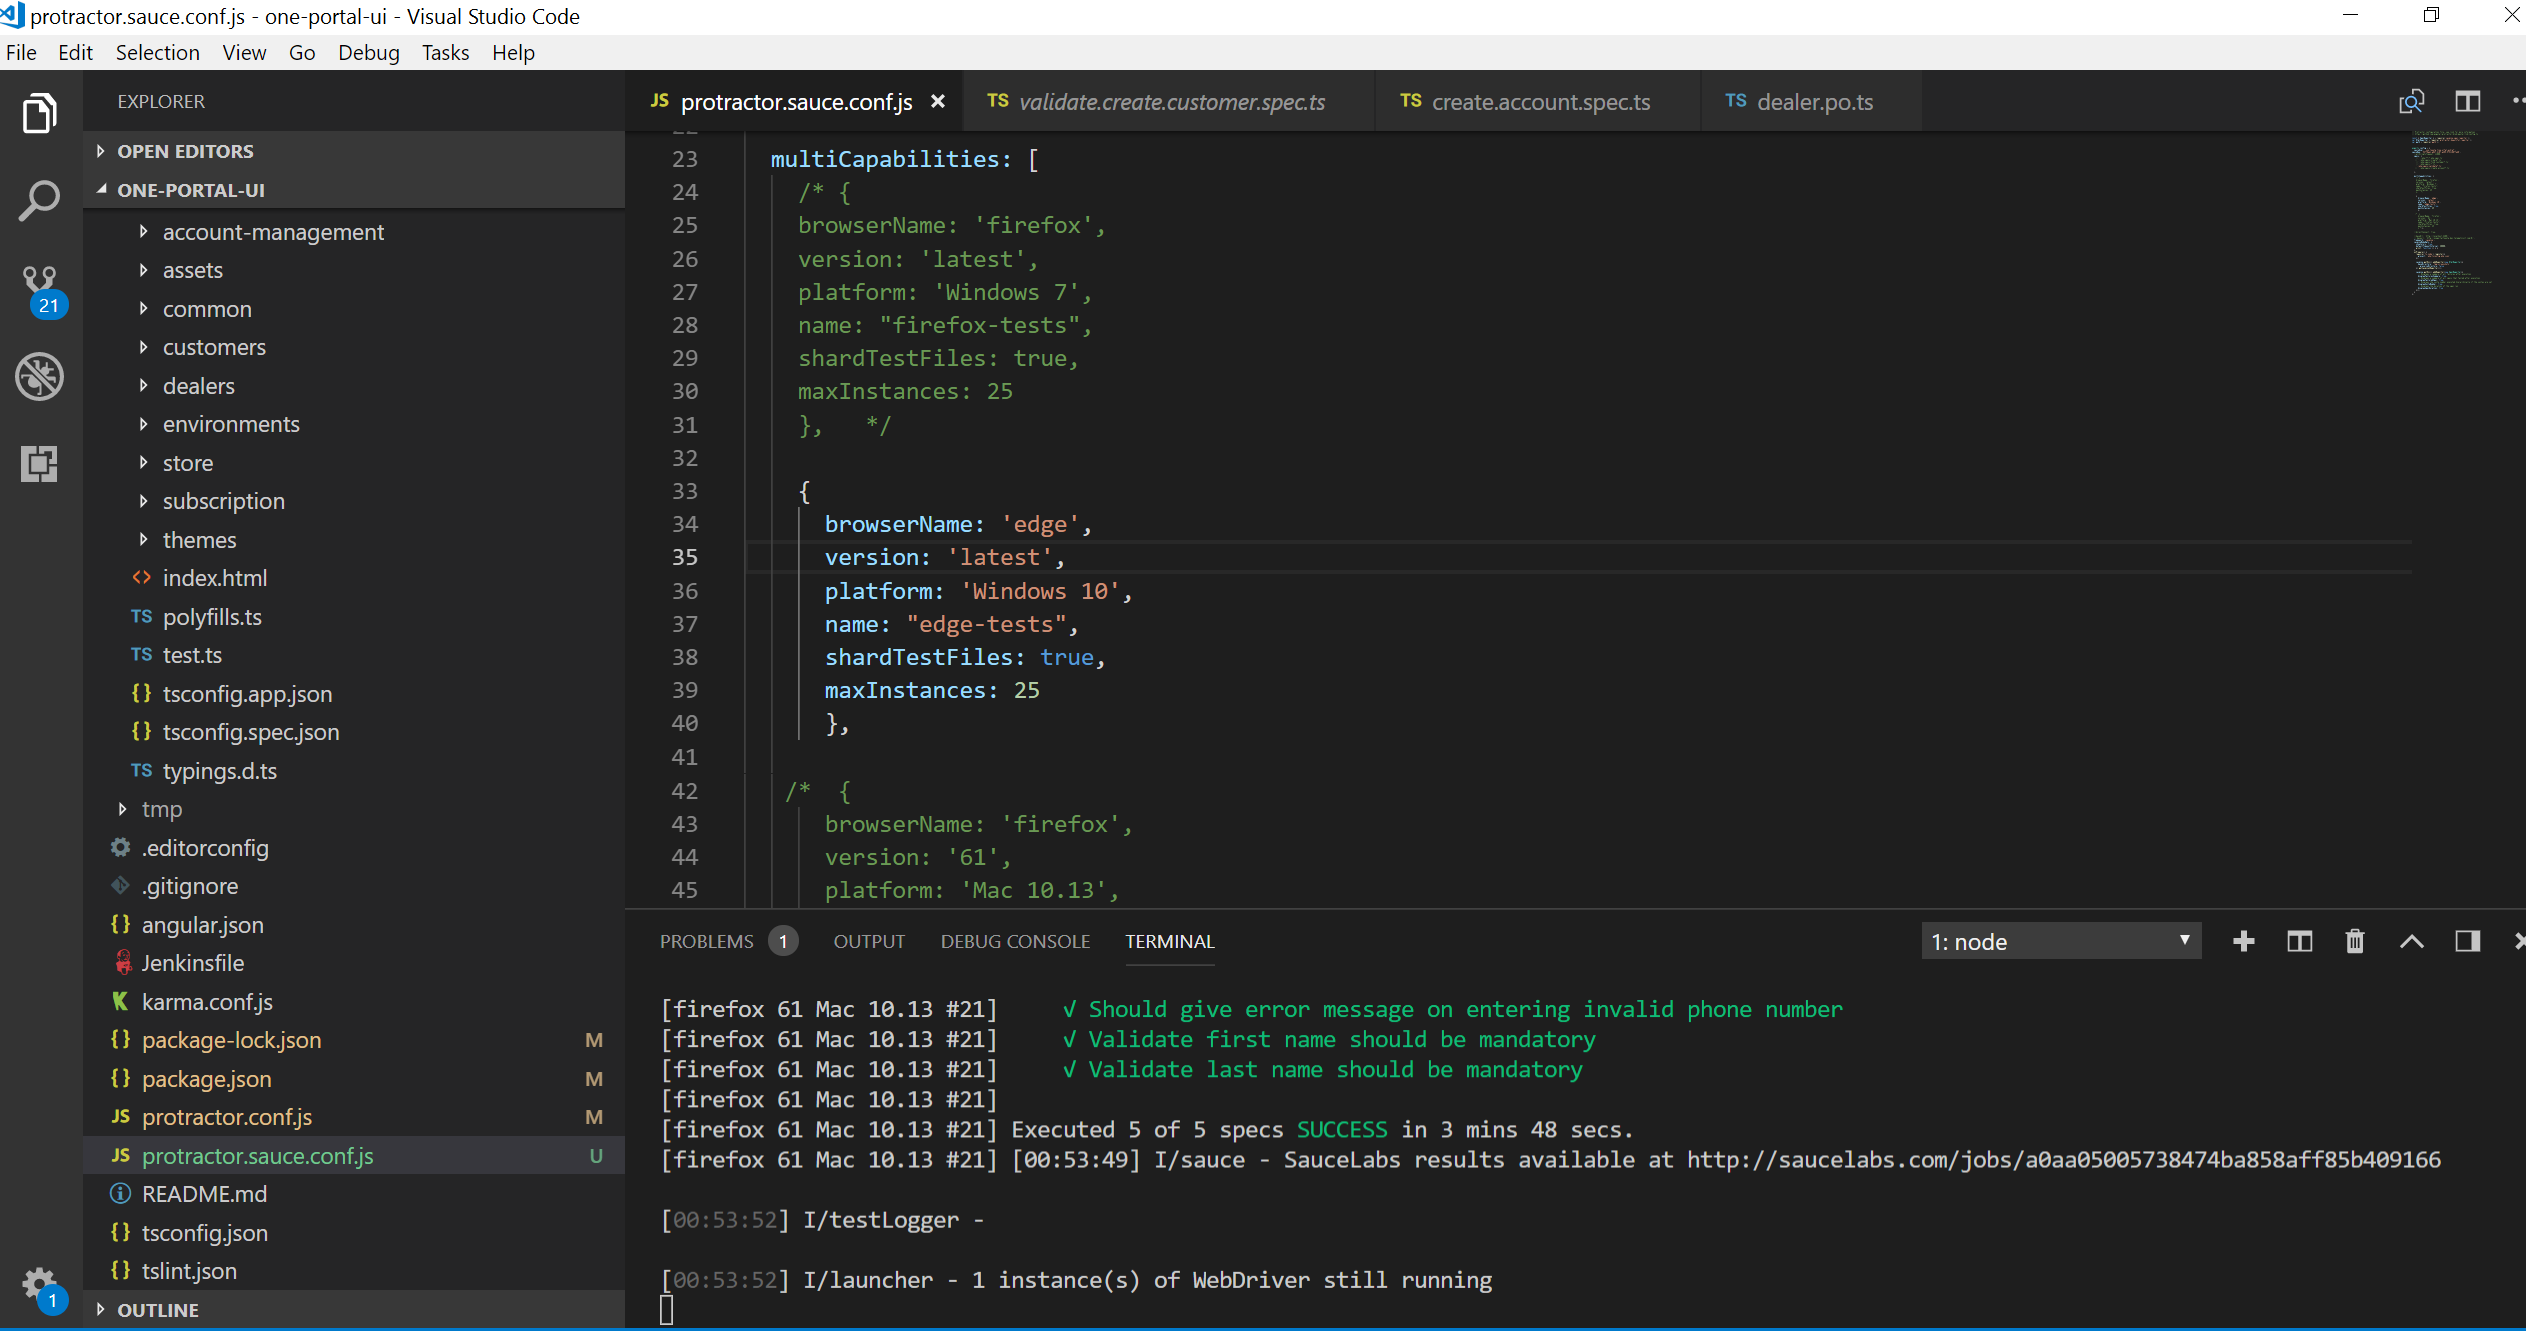 protractor.sauce.conf.js - one-portal-ui - Visual Studio Code
File Edit Selection View Go Debug Tasks Help
EXPLORER
OPEN EDITORS
ONE-PORTAL-UI
account-management
assets
common
customers
dealers
environments
store
subscription
themes
<> index.html
TS polyfills.ts
TS test.ts
{} tsconfig.app.json
{} tsconfig.spec.json
TS typings.d.ts
tmp
.editorconfig
.gitignore
{} angular.json
Jenkinsfile
karma.conf.js
{} package-lock.json M
{} package.json M
JS protractor.conf.js M
JS protractor.sauce.conf.js U
README.md
{} tsconfig.json
{} tslint.json
OUTLINE
21
1
JS protractor.sauce.conf.js × TS validate.create.customer.spec.ts TS create.account.spec.ts TS dealer.po.ts
22
23 multiCapabilities: [
24 /* {
25 browserName: 'firefox',
26 version: 'latest',
27 platform: 'Windows 7',
28 name: "firefox-tests",
29 shardTestFiles: true,
30 maxInstances: 25
31 }, */
32
33 {
34 browserName: 'edge',
35 version: 'latest',
36 platform: 'Windows 10',
37 name: "edge-tests",
38 shardTestFiles: true,
39 maxInstances: 25
40 },
41
42 /* {
43 browserName: 'firefox',
44 version: '61',
45 platform: 'Mac 10.13',
PROBLEMS 1 OUTPUT DEBUG CONSOLE TERMINAL 1: node
[firefox 61 Mac 10.13 #21] √ Should give error message on entering invalid phone number
[firefox 61 Mac 10.13 #21] √ Validate first name should be mandatory
[firefox 61 Mac 10.13 #21] √ Validate last name should be mandatory
[firefox 61 Mac 10.13 #21]
[firefox 61 Mac 10.13 #21] Executed 5 of 5 specs SUCCESS in 3 mins 48 secs.
[firefox 61 Mac 10.13 #21] [00:53:49] I/sauce - SauceLabs results available at http://saucelabs.com/jobs/a0aa05005738474ba858aff85b409166
[00:53:52] I/testLogger -
[00:53:52] I/launcher - 1 instance(s) of WebDriver still running